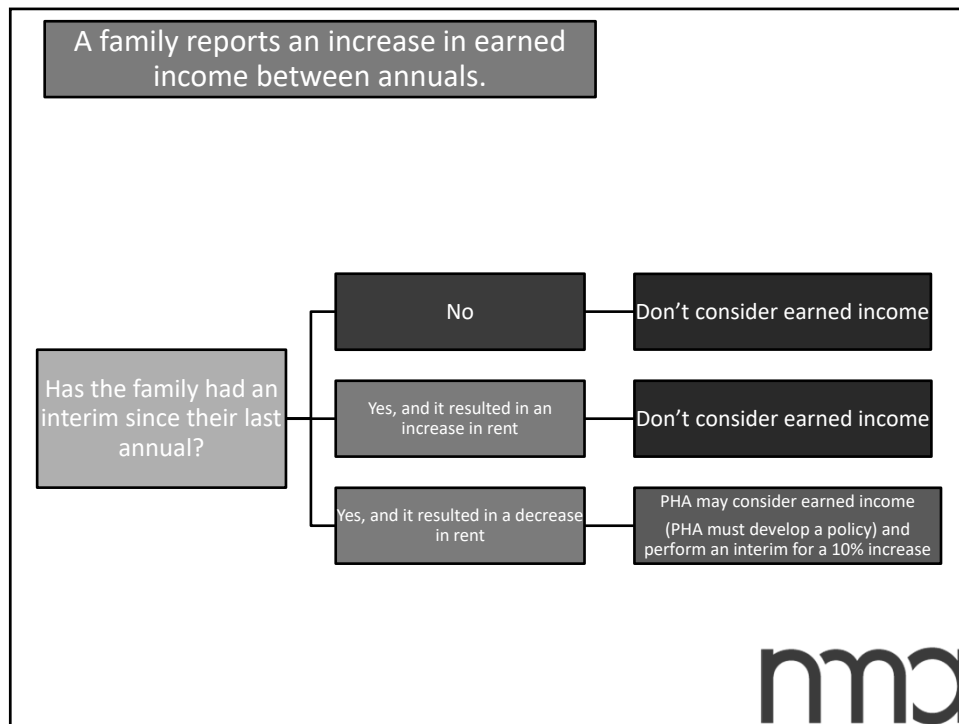 A family reports an increase in earned
income between annuals.
No
Don’t consider earned income
Has the family had an
interim since their last
annual?
Yes, and it resulted in an
increase in rent
Don’t consider earned income
Yes, and it resulted in a decrease
in rent
PHA may consider earned income
(PHA must develop a policy) and
perform an interim for a 10% increase
nma